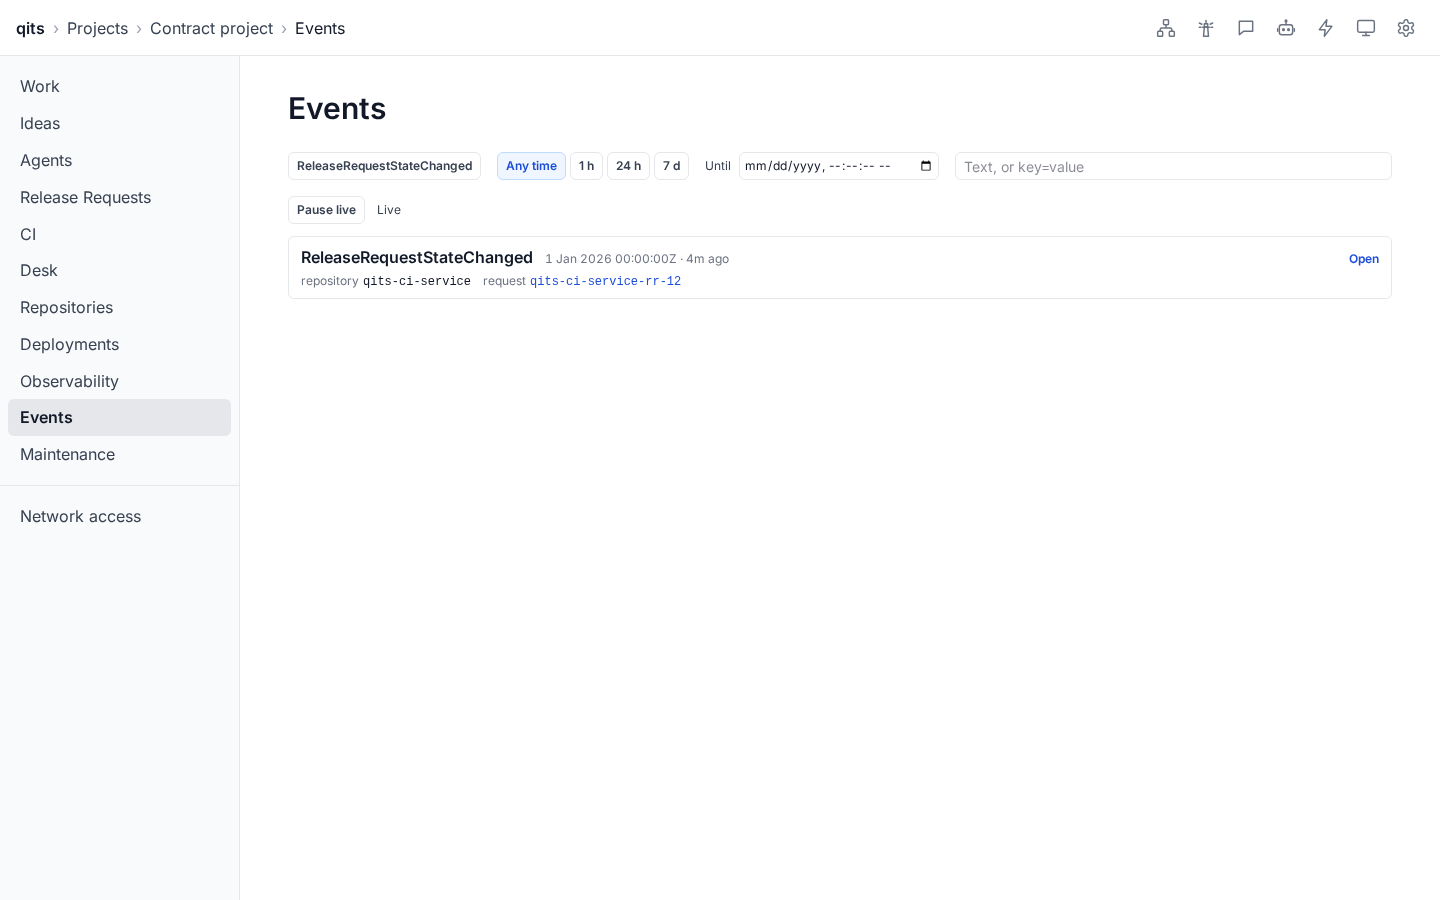 qits › Projects › Contract project › Events
Work
Ideas
Agents
Release Requests
CI
Desk
Repositories
Deployments
Observability
Events
Maintenance
Network access
Events
ReleaseRequestStateChanged Any time 1 h 24 h 7 d Until mm/dd/yyyy, --:--:-- -- Text, or key=value
Pause live Live
ReleaseRequestStateChanged 1 Jan 2026 00:00:00Z · 4m ago Open
repository qits-ci-service request qits-ci-service-rr-12